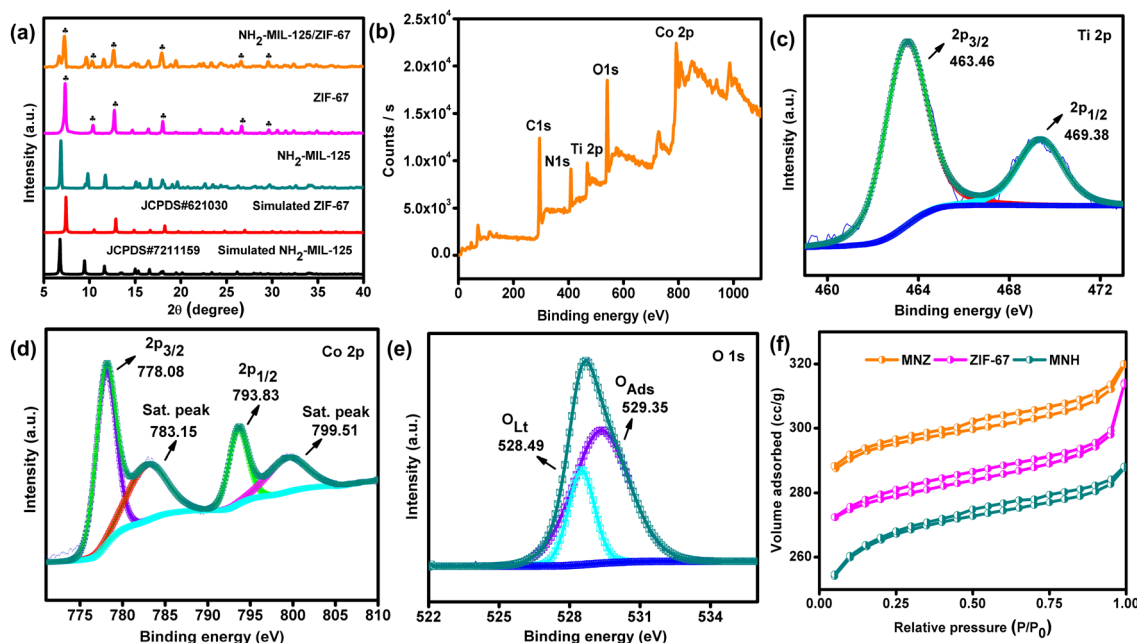 (a)
NH2-MIL-125/ZIF-67
♣ ♣ ♣ ♣ ♣ ♣
ZIF-67
♣ ♣ ♣ ♣ ♣ ♣
NH2-MIL-125
JCPDS#621030 Simulated ZIF-67
JCPDS#7211159 Simulated NH2-MIL-125
Intensity (a.u.)
5 10 15 20 25 30 35 40
2θ (degree)
(b)
2.5x10^4
2.0x10^4
1.5x10^4
1.0x10^4
5.0x10^3
0.0
Counts / s
Co 2p
O1s
C1s
Ti 2p
N1s
0 200 400 600 800 1000
Binding energy (eV)
(c)
Ti 2p
2p3/2
463.46
2p1/2
469.38
Intensity (a.u.)
460 464 468 472
Binding energy (eV)
(d)
Co 2p
2p3/2
778.08
2p1/2
793.83
Sat. peak
783.15
Sat. peak
799.51
Intensity (a.u.)
775 780 785 790 795 800 805 810
Binding energy (eV)
(e)
O 1s
OAds
529.35
OLt
528.49
Intensity (a.u.)
522 525 528 531 534
Binding energy (eV)
(f)
MNZ ZIF-67 MNH
320
300
280
260
Volume adsorbed (cc/g)
0.00 0.25 0.50 0.75 1.00
Relative pressure (P/P0)